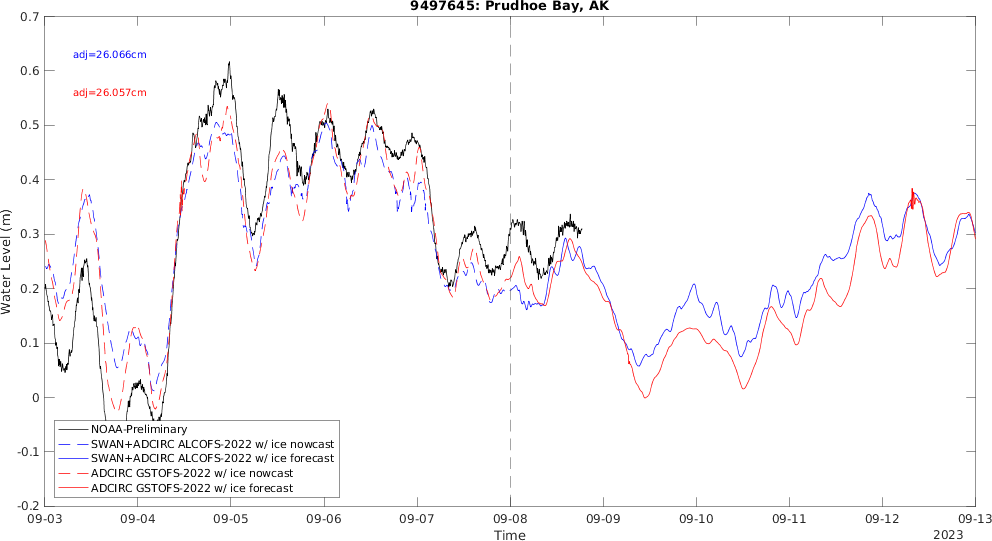 9497645: Prudhoe Bay, AK
adj=26.066cm
adj=26.057cm
Water Level (m)
0.7
0.6
0.5
0.4
0.3
0.2
0.1
0
-0.1
-0.2
NOAA-Preliminary
SWAN+ADCIRC ALCOFS-2022 w/ ice nowcast
SWAN+ADCIRC ALCOFS-2022 w/ ice forecast
ADCIRC GSTOFS-2022 w/ ice nowcast
ADCIRC GSTOFS-2022 w/ ice forecast
09-03 09-04 09-05 09-06 09-07 09-08 09-09 09-10 09-11 09-12 09-13
Time
2023